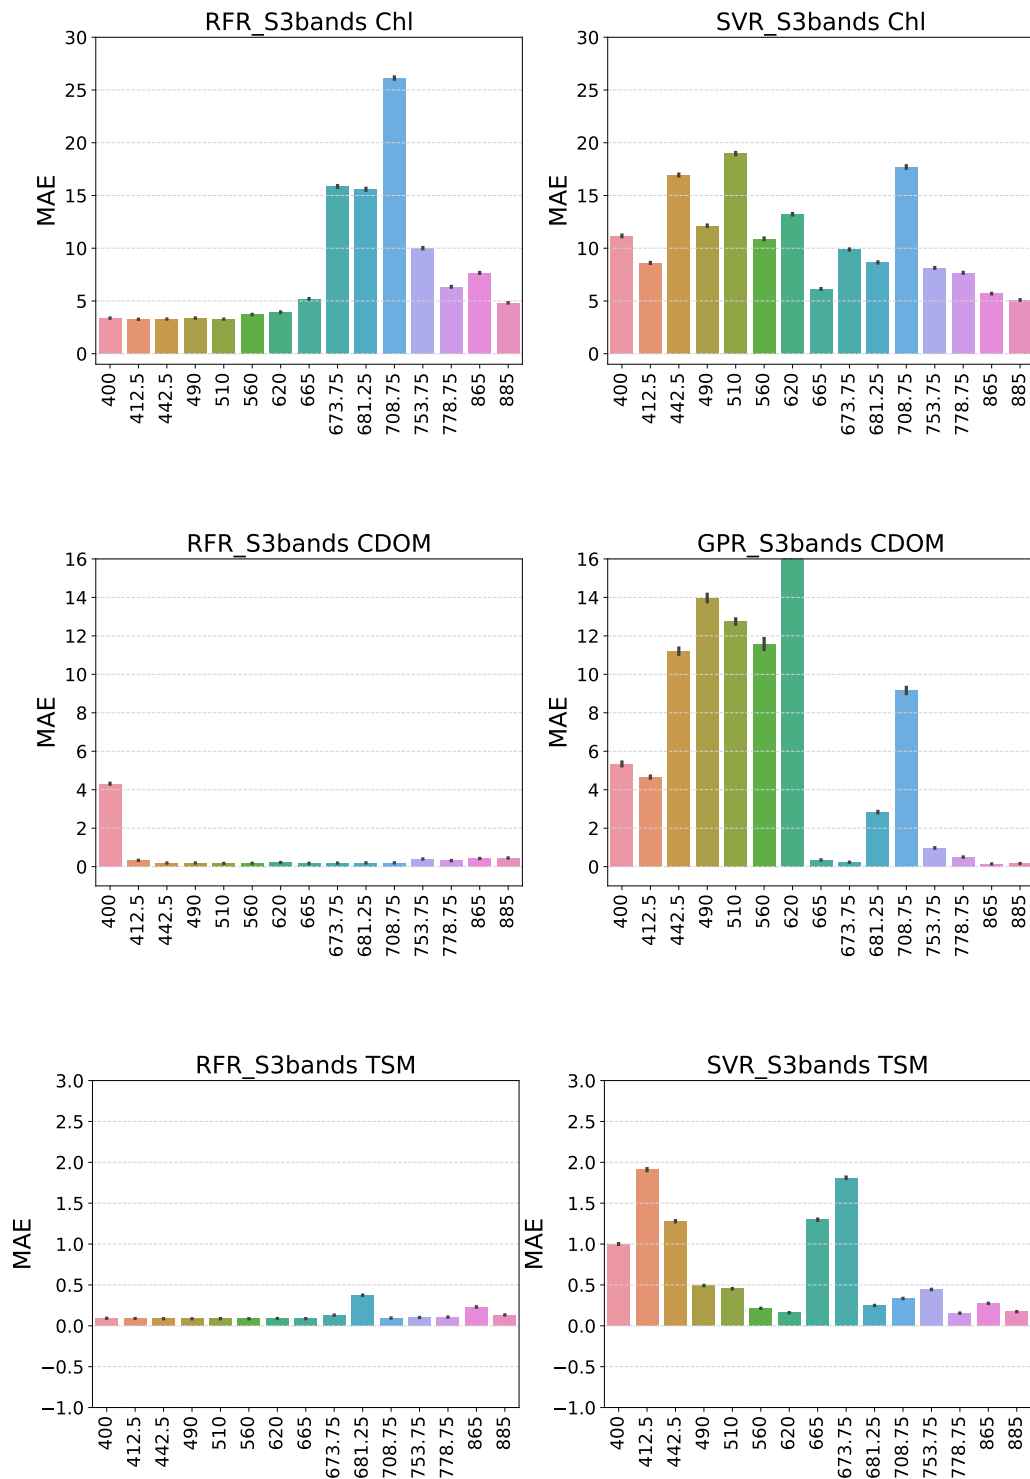 RFR_S3bands Chl
SVR_S3bands Chl
MAE
30
25
20
15
10
5
0
400 412.5 442.5 490 510 560 620 665 673.75 681.25 708.75 753.75 778.75 865 885
MAE
30
25
20
15
10
5
0
400 412.5 442.5 490 510 560 620 665 673.75 681.25 708.75 753.75 778.75 865 885
RFR_S3bands CDOM
GPR_S3bands CDOM
MAE
16
14
12
10
8
6
4
2
0
400 412.5 442.5 490 510 560 620 665 673.75 681.25 708.75 753.75 778.75 865 885
MAE
16
14
12
10
8
6
4
2
0
400 412.5 442.5 490 510 560 620 665 673.75 681.25 708.75 753.75 778.75 865 885
RFR_S3bands TSM
SVR_S3bands TSM
MAE
3.0
2.5
2.0
1.5
1.0
0.5
0.0
−0.5
−1.0
400 412.5 442.5 490 510 560 620 665 673.75 681.25 708.75 753.75 778.75 865 885
MAE
3.0
2.5
2.0
1.5
1.0
0.5
0.0
−0.5
−1.0
400 412.5 442.5 490 510 560 620 665 673.75 681.25 708.75 753.75 778.75 865 885